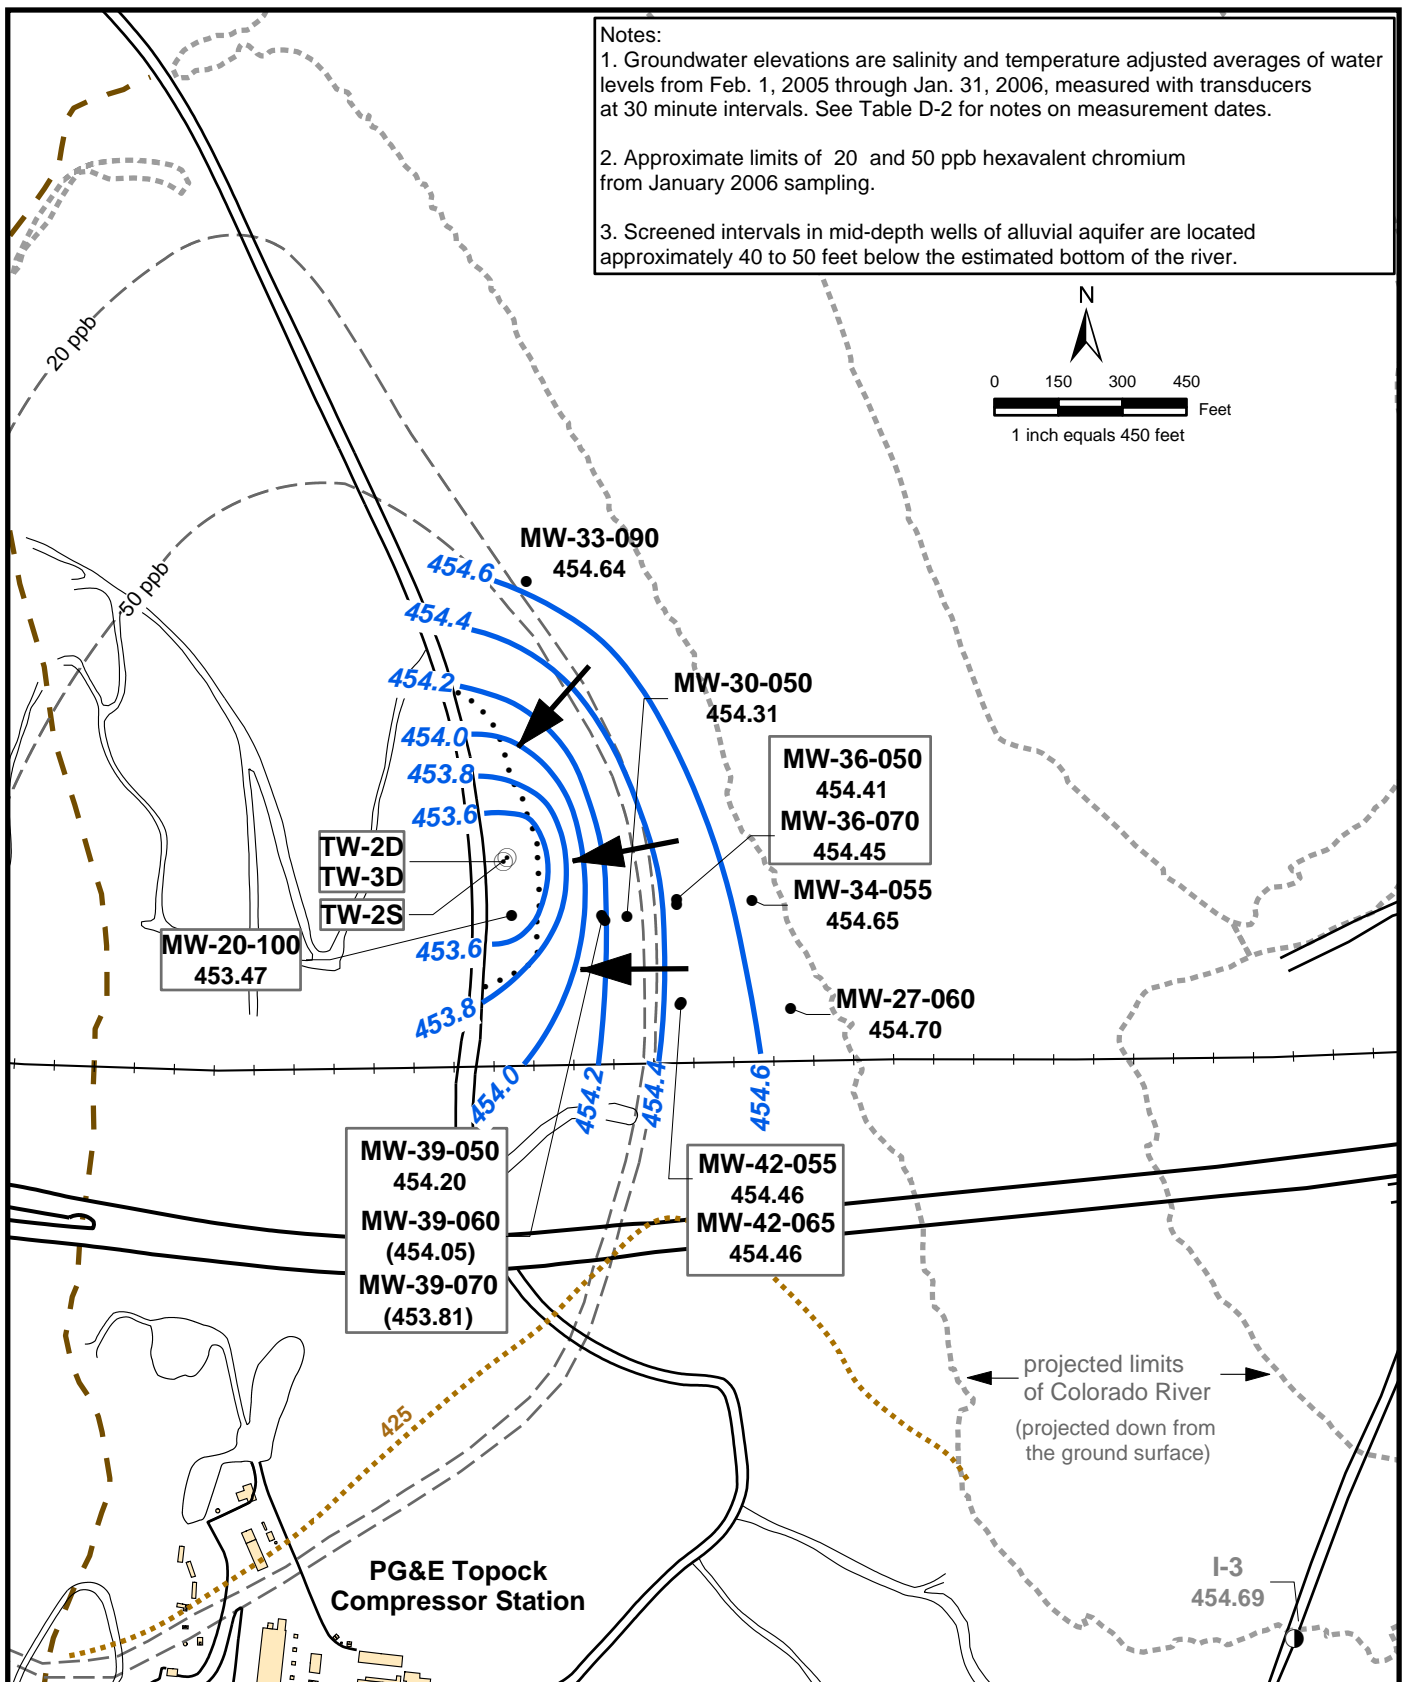 Notes:
1. Groundwater elevations are salinity and temperature adjusted averages of water
levels from Feb. 1, 2005 through Jan. 31, 2006, measured with transducers
at 30 minute intervals. See Table D-2 for notes on measurement dates.
2. Approximate limits of 20 and 50 ppb hexavalent chromium
from January 2006 sampling.
3. Screened intervals in mid-depth wells of alluvial aquifer are located
approximately 40 to 50 feet below the estimated bottom of the river.
N
0 150 300 450
Feet
1 inch equals 450 feet
20 ppb
50 ppb
MW-33-090
454.64
454.6
454.4
454.2
454.0
453.8
453.6
MW-30-050
454.31
MW-36-050
454.41
MW-36-070
454.45
TW-2D
TW-3D
TW-2S
MW-34-055
454.65
MW-20-100
453.47
453.6
453.8
MW-27-060
454.70
454.0
454.2
454.4
454.6
MW-39-050
454.20
MW-39-060
(454.05)
MW-39-070
(453.81)
MW-42-055
454.46
MW-42-065
454.46
425
projected limits
of Colorado River
(projected down from
the ground surface)
PG&E Topock
Compressor Station
I-3
454.69